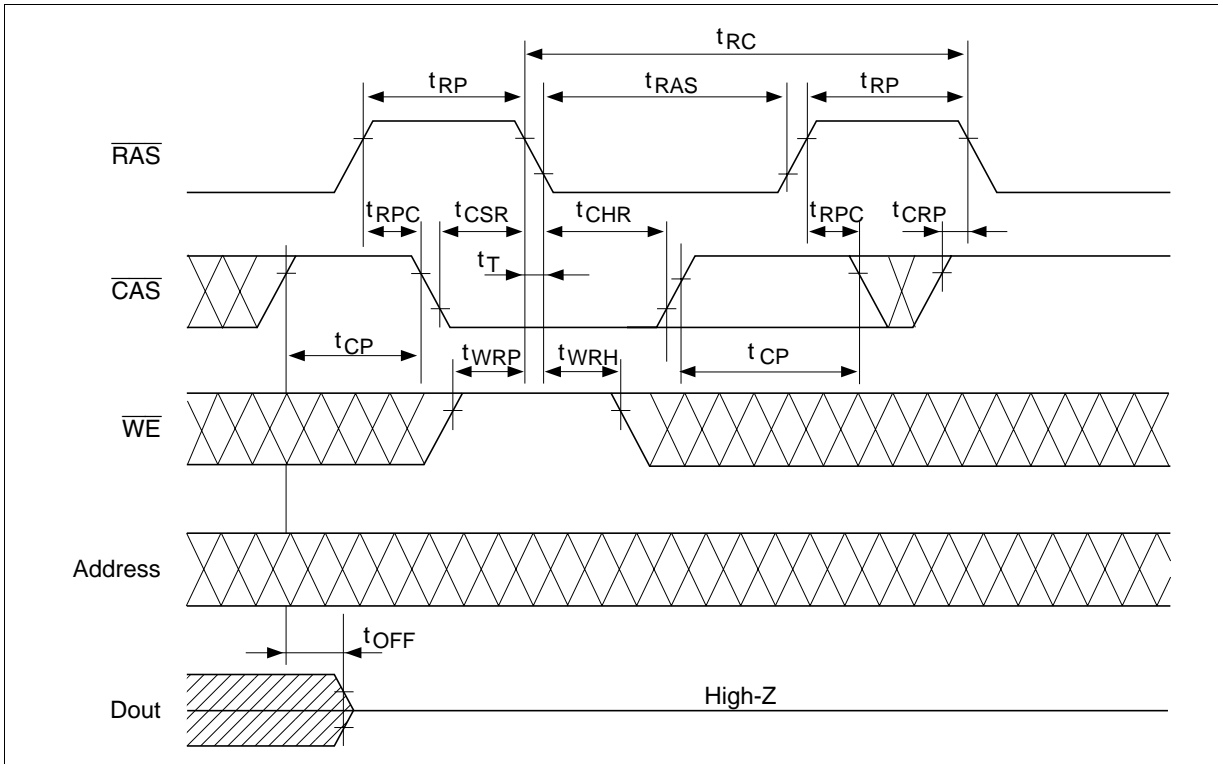 tRC
tRP tRAS tRP
RAS
tRPC tCSR tCHR tRPC tCRP
tT
CAS
tCP tWRP tWRH tCP
WE
Address
tOFF
Dout High-Z